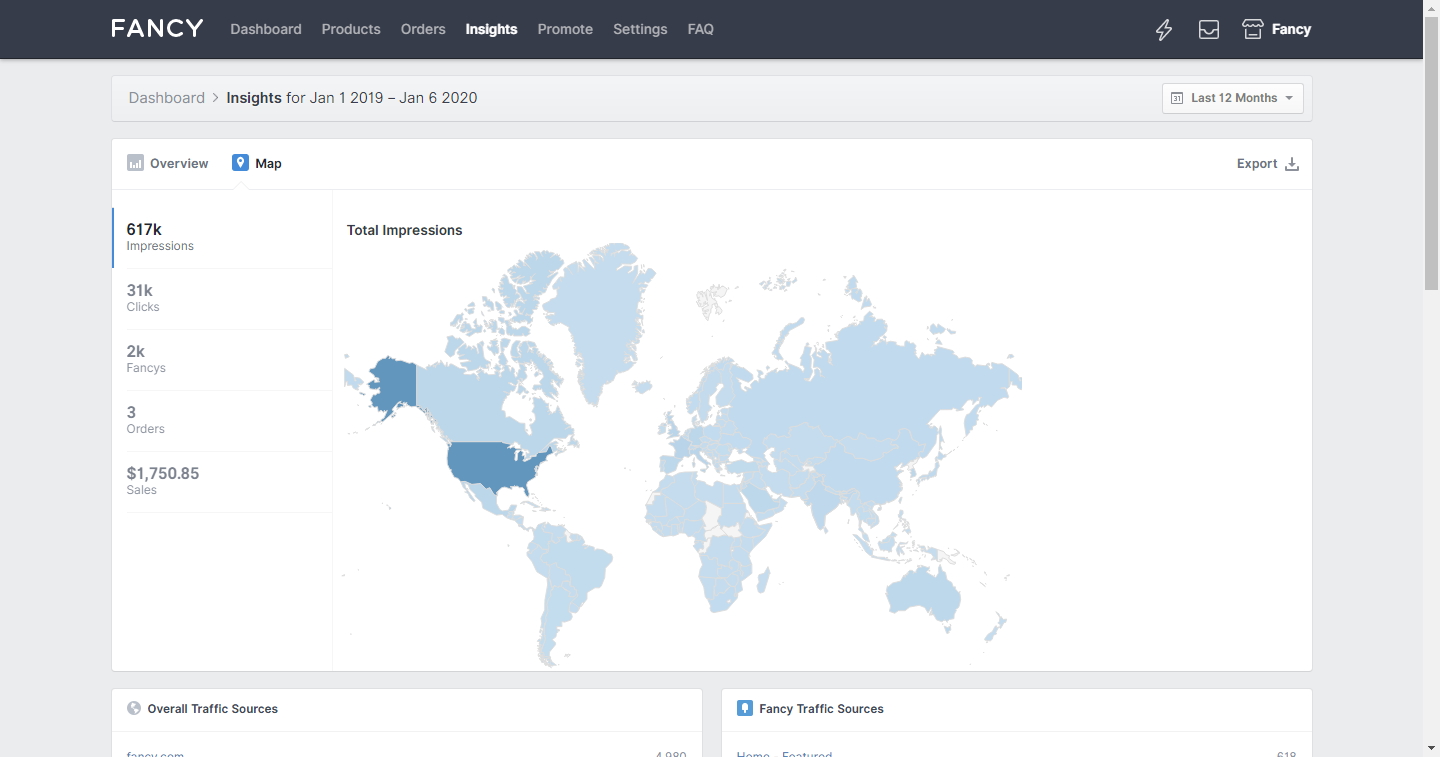 FANCY Dashboard Products Orders Insights Promote Settings FAQ Fancy
Dashboard > Insights for Jan 1 2019 – Jan 6 2020
31 Last 12 Months
Overview Map Export
617k
Impressions
31k
Clicks
2k
Fancys
3
Orders
$1,750.85
Sales
Total Impressions
Overall Traffic Sources
fancy.com 4,980
Fancy Traffic Sources
Home - Featured 618